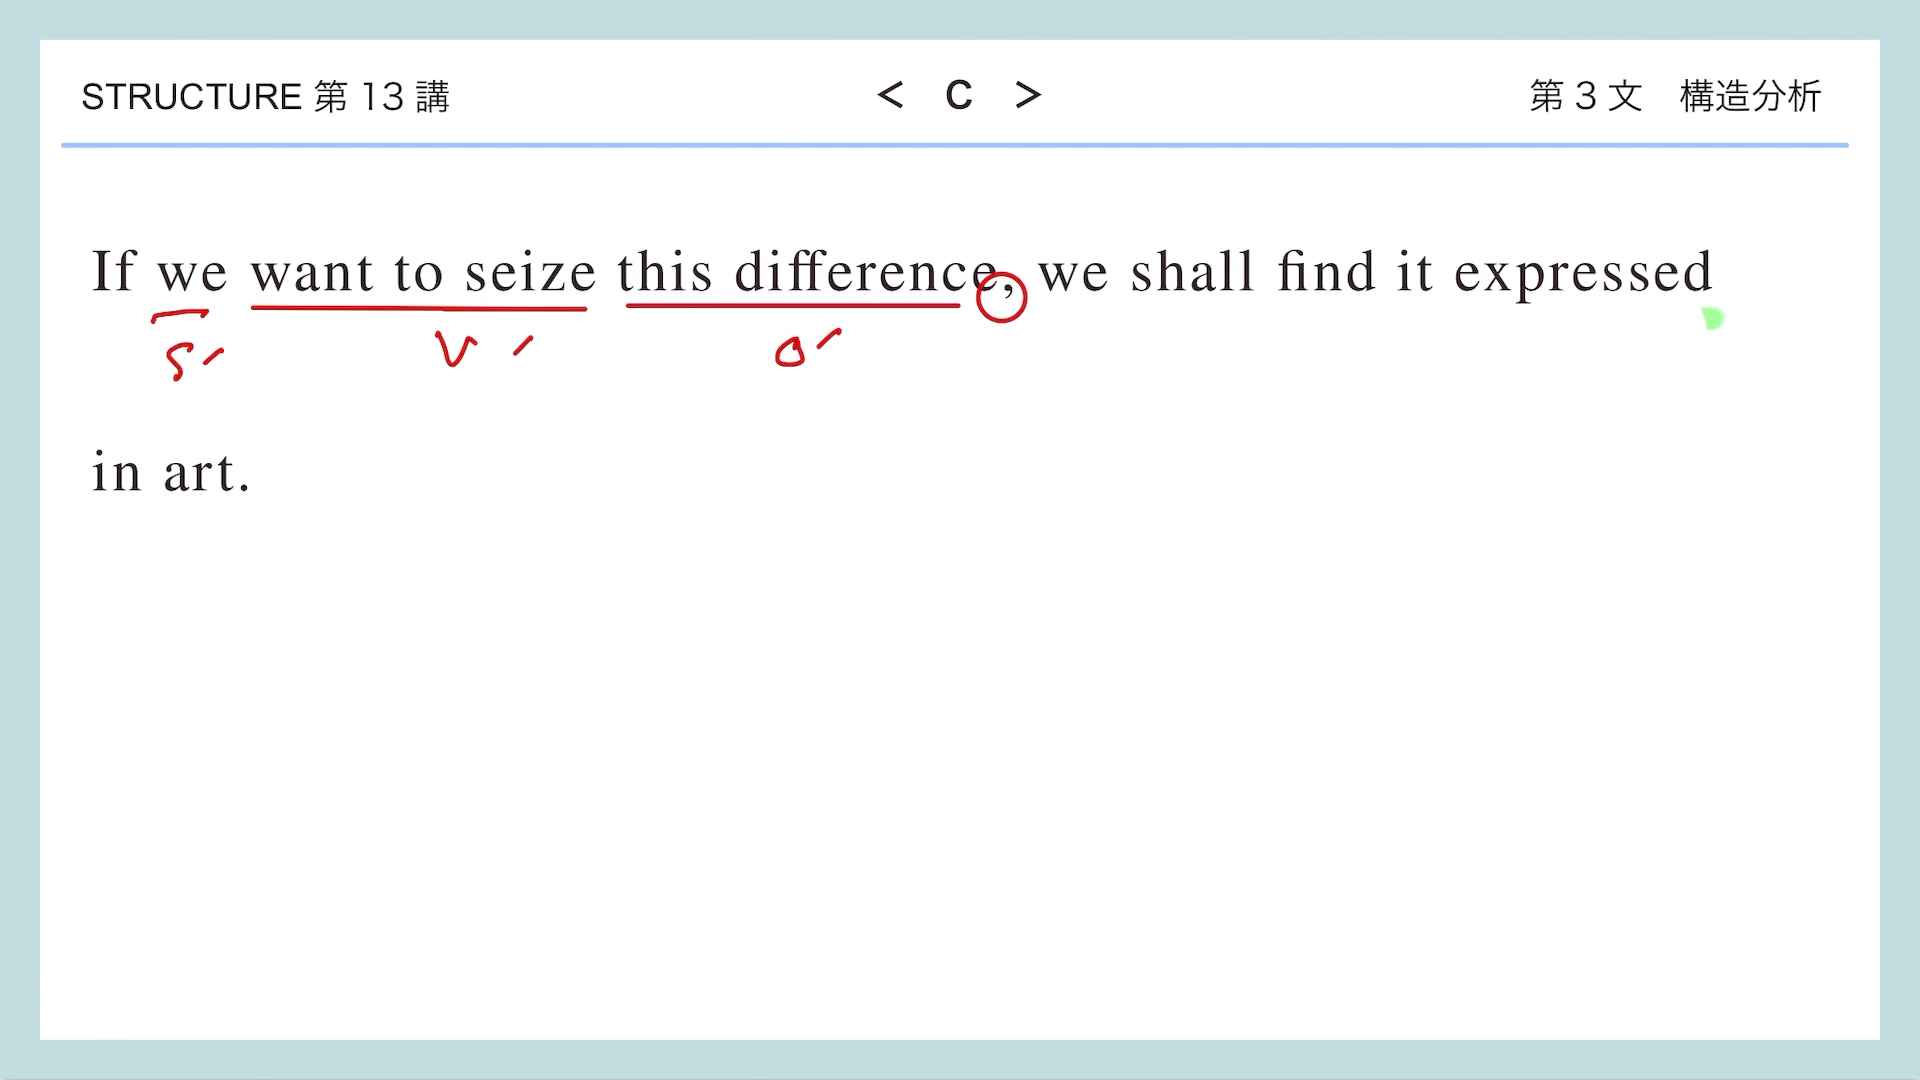 STRUCTURE 第 13 講
< C >
第 3 文 構造分析
If we want to seize this difference, we shall find it expressed
S′ V′ O′
in art.